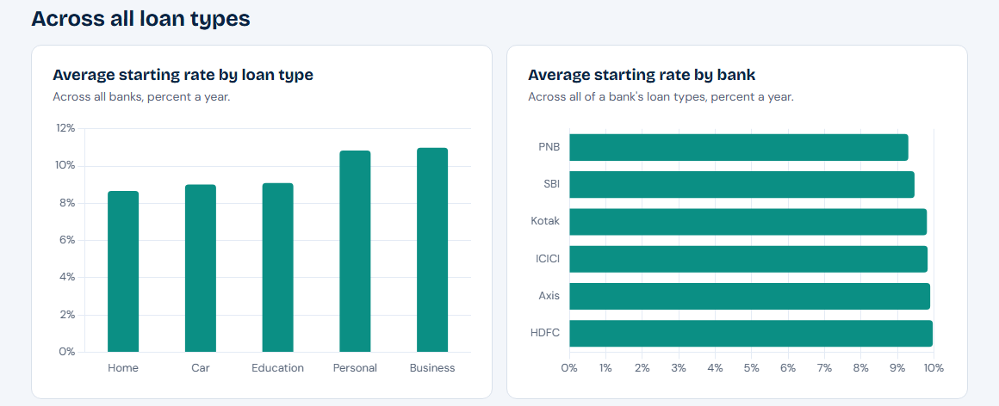 Across all loan types
Average starting rate by loan type
Across all banks, percent a year.
12%
10%
8%
6%
4%
2%
0%
Home Car Education Personal Business
Average starting rate by bank
Across all of a bank's loan types, percent a year.
PNB
SBI
Kotak
ICICI
Axis
HDFC
0% 1% 2% 3% 4% 5% 6% 7% 8% 9% 10%